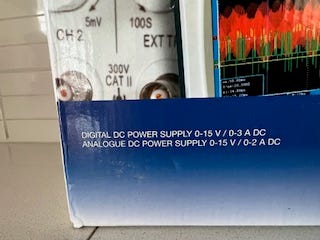 5mV 100S
CH 2 EXT TR
300V
CAT II
DIGITAL DC POWER SUPPLY 0-15 V / 0-3 A DC
ANALOGUE DC POWER SUPPLY 0-15 V / 0-2 A DC